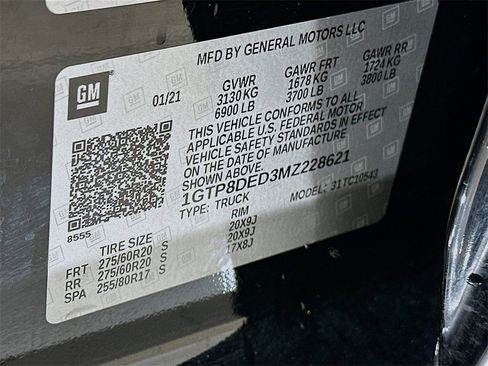 MFD BY GENERAL MOTORS LLC
GM
01/21
GVWR GAWR FRT GAWR RR
3130 KG 1678 KG 1724 KG
6900 LB 3700 LB 3800 LB
THIS VEHICLE CONFORMS TO ALL
APPLICABLE U.S. FEDERAL MOTOR
VEHICLE SAFETY STANDARDS IN EFFECT
ON THE DATE OF MANUFACTURE
1GTP8DED3MZ228621
TYPE: TRUCK MODEL: 31TC10543
8555
TIRE SIZE RIM
FRT 275/60R20 S 20X9J
RR 275/60R20 S 20X9J
SPA 255/80R17 S 17X8J